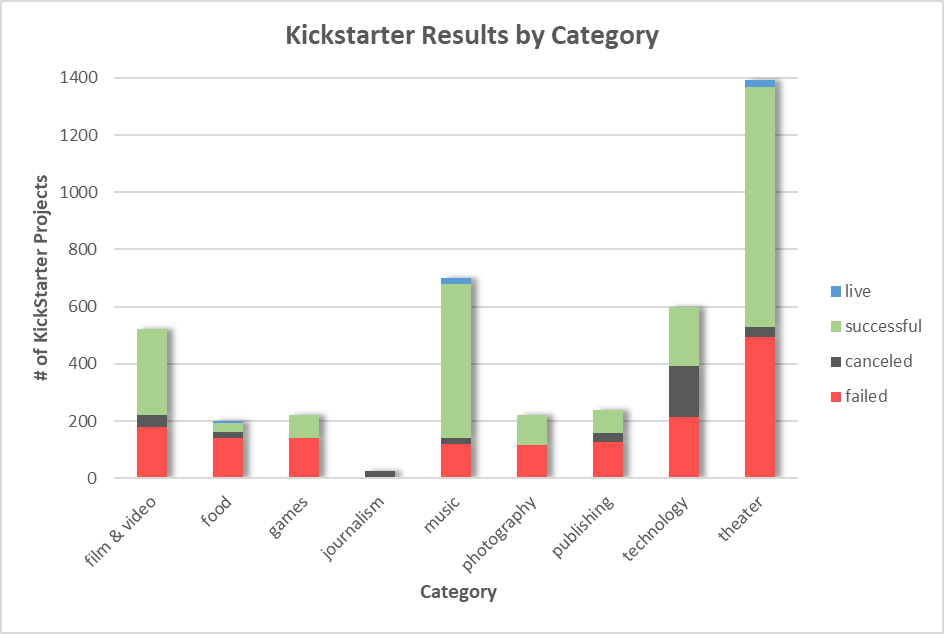 Kickstarter Results by Category
# of KickStarter Projects
1400
1200
1000
800
600
400
200
0
film & video
food
games
journalism
music
photography
publishing
technology
theater
Category
live
successful
canceled
failed